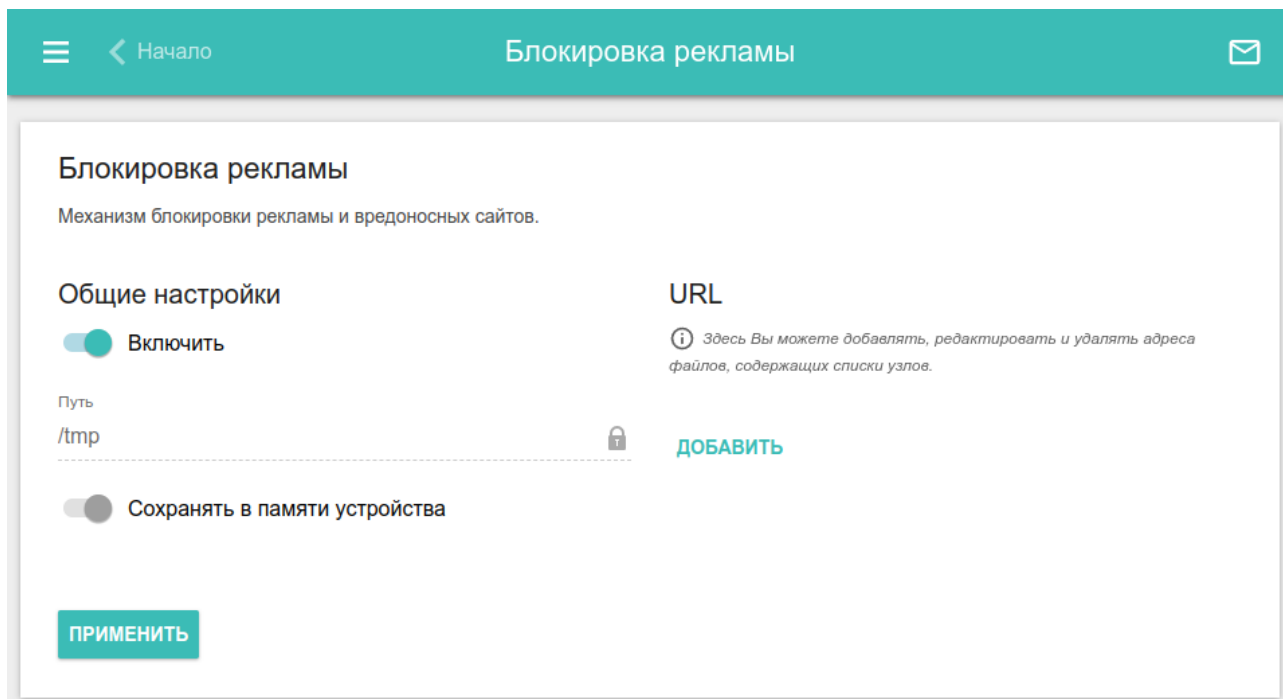 Начало
Блокировка рекламы
Блокировка рекламы
Механизм блокировки рекламы и вредоносных сайтов.
Общие настройки
Включить
Путь
/tmp
Сохранять в памяти устройства
ПРИМЕНИТЬ
URL
Здесь Вы можете добавлять, редактировать и удалять адреса
файлов, содержащих списки узлов.
ДОБАВИТЬ